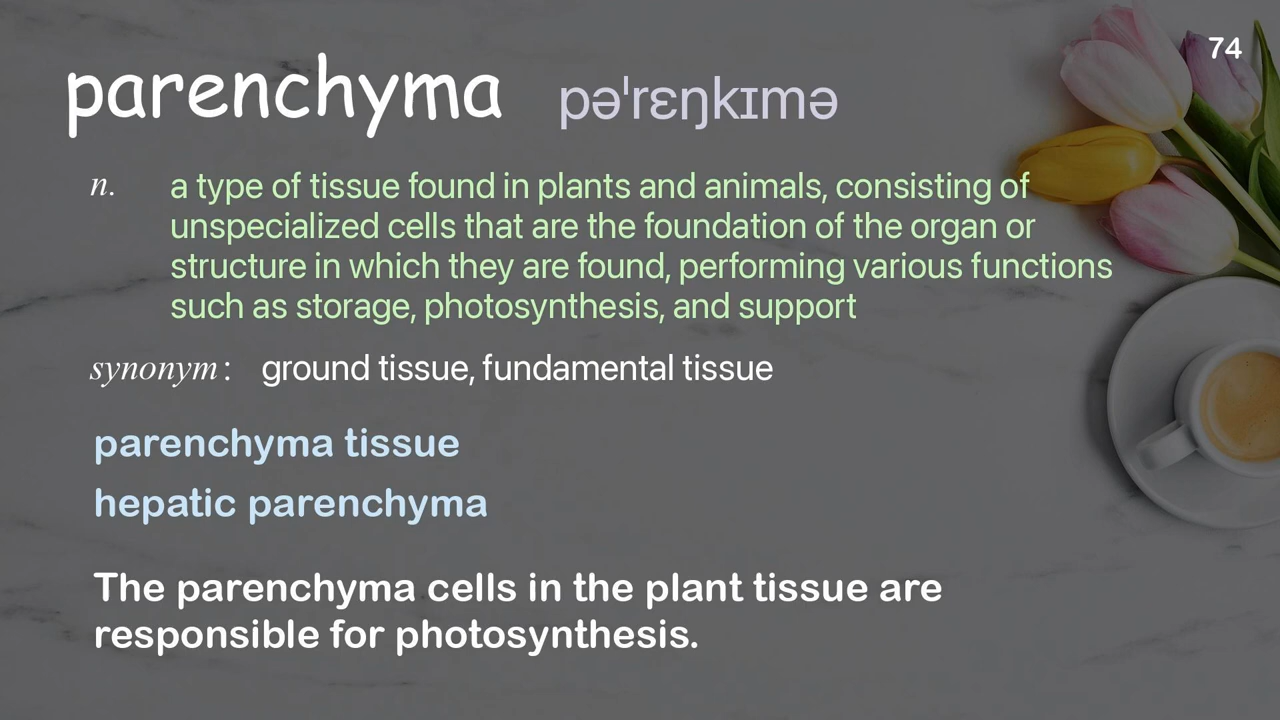 74
parenchyma pəˈrɛŋkɪmə
n. a type of tissue found in plants and animals, consisting of
unspecialized cells that are the foundation of the organ or
structure in which they are found, performing various functions
such as storage, photosynthesis, and support
synonym: ground tissue, fundamental tissue
parenchyma tissue
hepatic parenchyma
The parenchyma cells in the plant tissue are
responsible for photosynthesis.